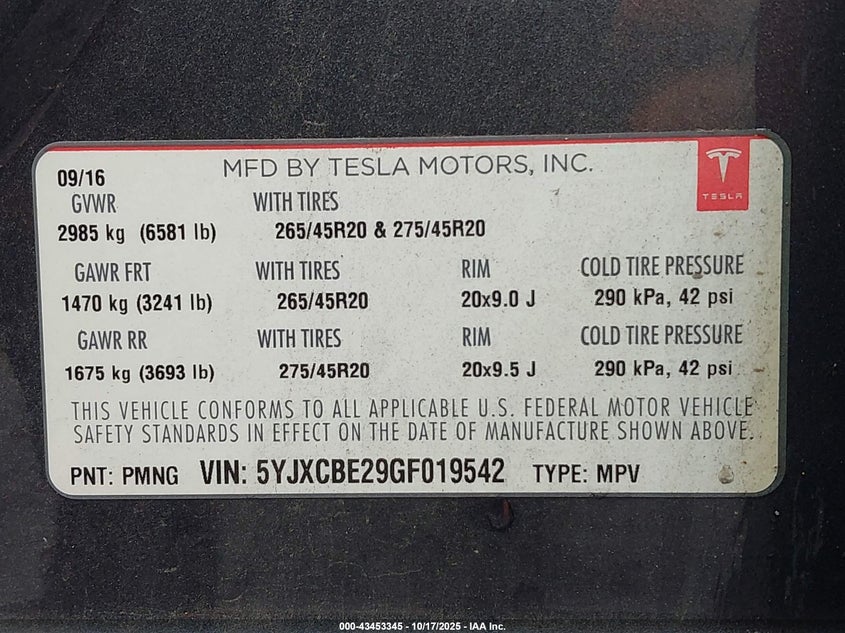 MFD BY TESLA MOTORS, INC.
TESLA
09/16
GVWR WITH TIRES
2985 kg (6581 lb) 265/45R20 & 275/45R20
GAWR FRT WITH TIRES RIM COLD TIRE PRESSURE
1470 kg (3241 lb) 265/45R20 20x9.0 J 290 kPa, 42 psi
GAWR RR WITH TIRES RIM COLD TIRE PRESSURE
1675 kg (3693 lb) 275/45R20 20x9.5 J 290 kPa, 42 psi
THIS VEHICLE CONFORMS TO ALL APPLICABLE U.S. FEDERAL MOTOR VEHICLE
SAFETY STANDARDS IN EFFECT ON THE DATE OF MANUFACTURE SHOWN ABOVE.
PNT: PMNG VIN: 5YJXCBE29GF019542 TYPE: MPV
000-43453345 - 10/17/2025 - IAA Inc.